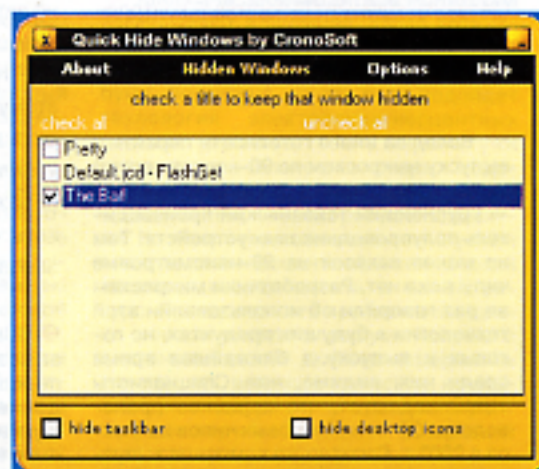 Quick Hide Windows by CronoSoft
About Hidden Windows Options Help
check a title to keep that window hidden
check all uncheck all
Pretty
Default.jcd - FlashGet
The Bat!
hide taskbar hide desktop icons